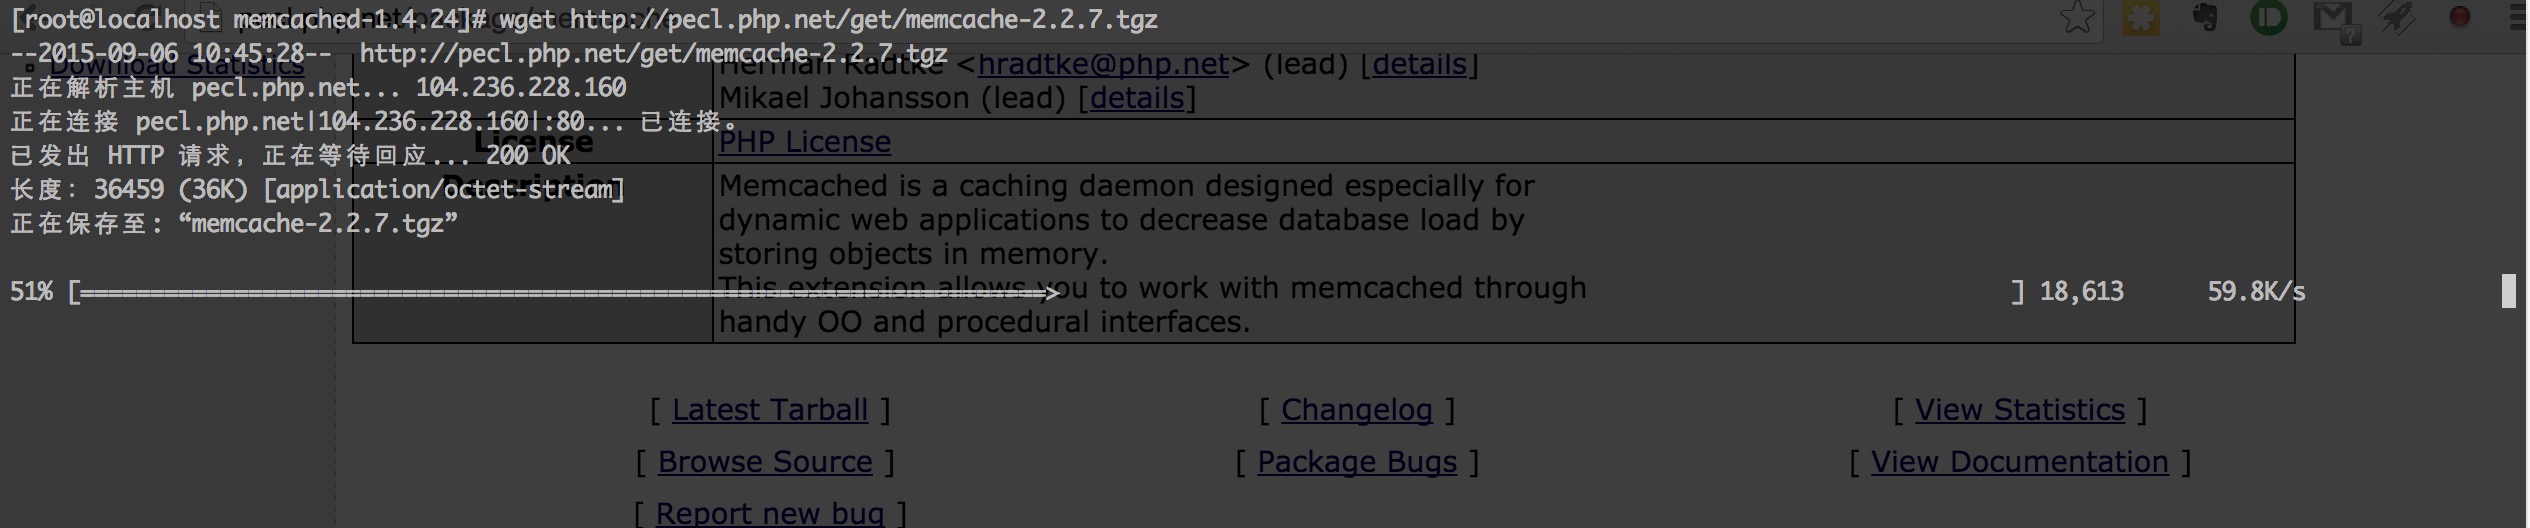 [root@localhost memcached-1.4.24]# wget http://pecl.php.net/get/memcache-2.2.7.tgz
--2015-09-06 10:45:28--  http://pecl.php.net/get/memcache-2.2.7.tgz
正在解析主机 pecl.php.net... 104.236.228.160
正在连接 pecl.php.net|104.236.228.160|:80... 已连接。
已发出 HTTP 请求，正在等待回应... 200 OK
长度：36459 (36K) [application/octet-stream]
正在保存至: “memcache-2.2.7.tgz”
51% [=======================================> ] 18,613 59.8K/s
Download Statistics
Herman Radtke <hradtke@php.net> (lead) [details]
Mikael Johansson (lead) [details]
License
PHP License
Description
Memcached is a caching daemon designed especially for
dynamic web applications to decrease database load by
storing objects in memory.
This extension allows you to work with memcached through
handy OO and procedural interfaces.
[ Latest Tarball ]
[ Changelog ]
[ View Statistics ]
[ Browse Source ]
[ Package Bugs ]
[ View Documentation ]
[ Report new bug ]